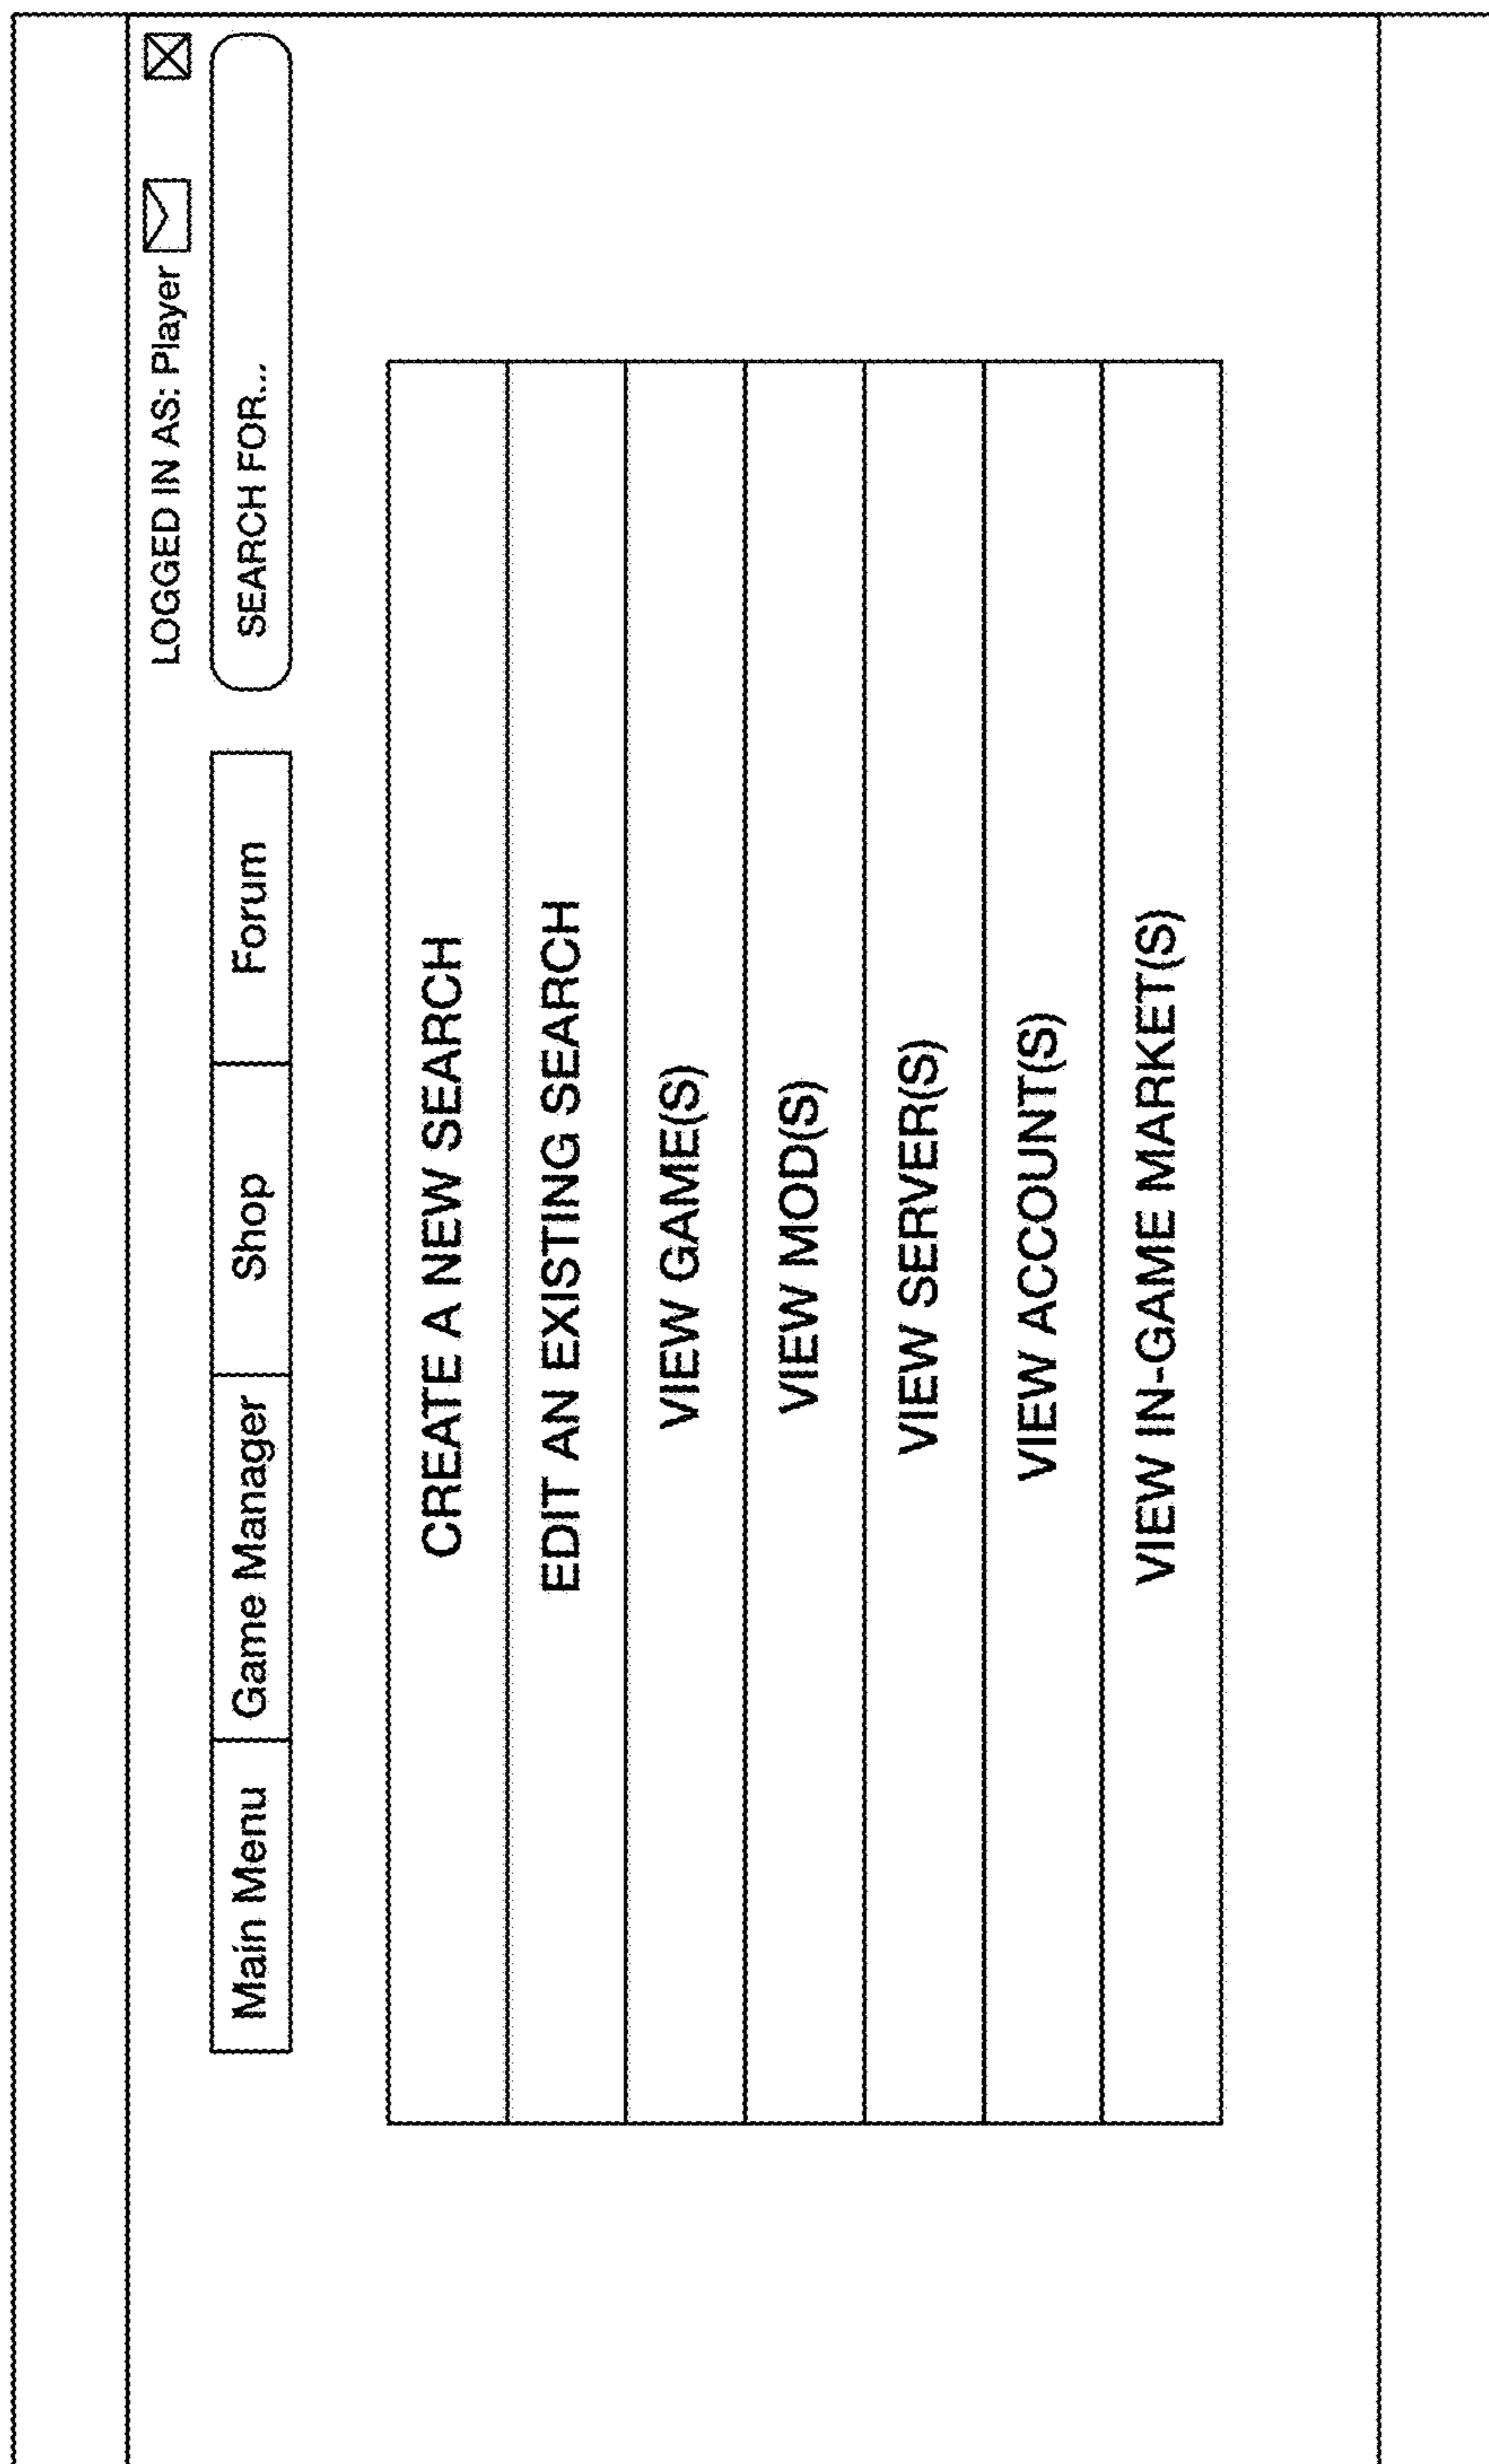 LOGGED IN AS: Player
Main Menu Game Manager Shop Forum SEARCH FOR...
CREATE A NEW SEARCH
EDIT AN EXISTING SEARCH
VIEW GAME(S)
VIEW MOD(S)
VIEW SERVER(S)
VIEW ACCOUNT(S)
VIEW IN-GAME MARKET(S)